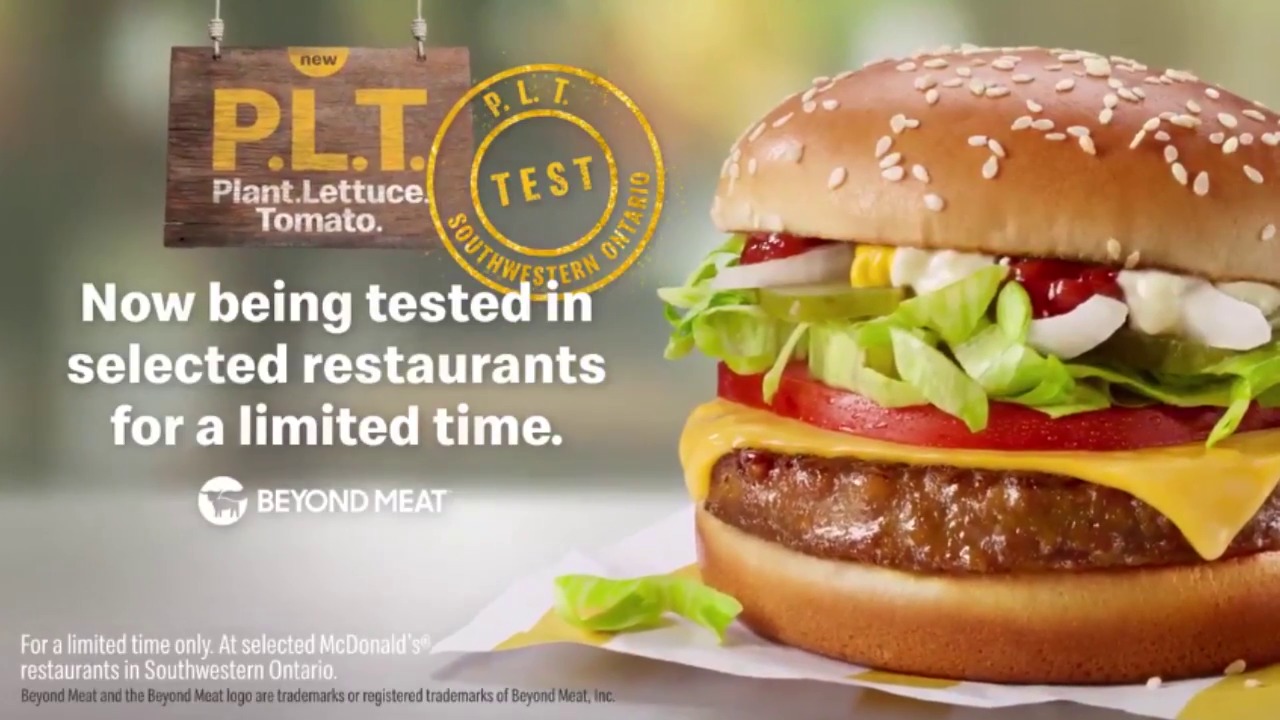 new
P.L.T.
Plant.Lettuce.
Tomato.
P. L. T.
TEST
SOUTHWESTERN ONTARIO
Now being tested in
selected restaurants
for a limited time.
BEYOND MEAT
For a limited time only. At selected McDonald's®
restaurants in Southwestern Ontario.
Beyond Meat and the Beyond Meat logo are trademarks or registered trademarks of Beyond Meat, Inc.